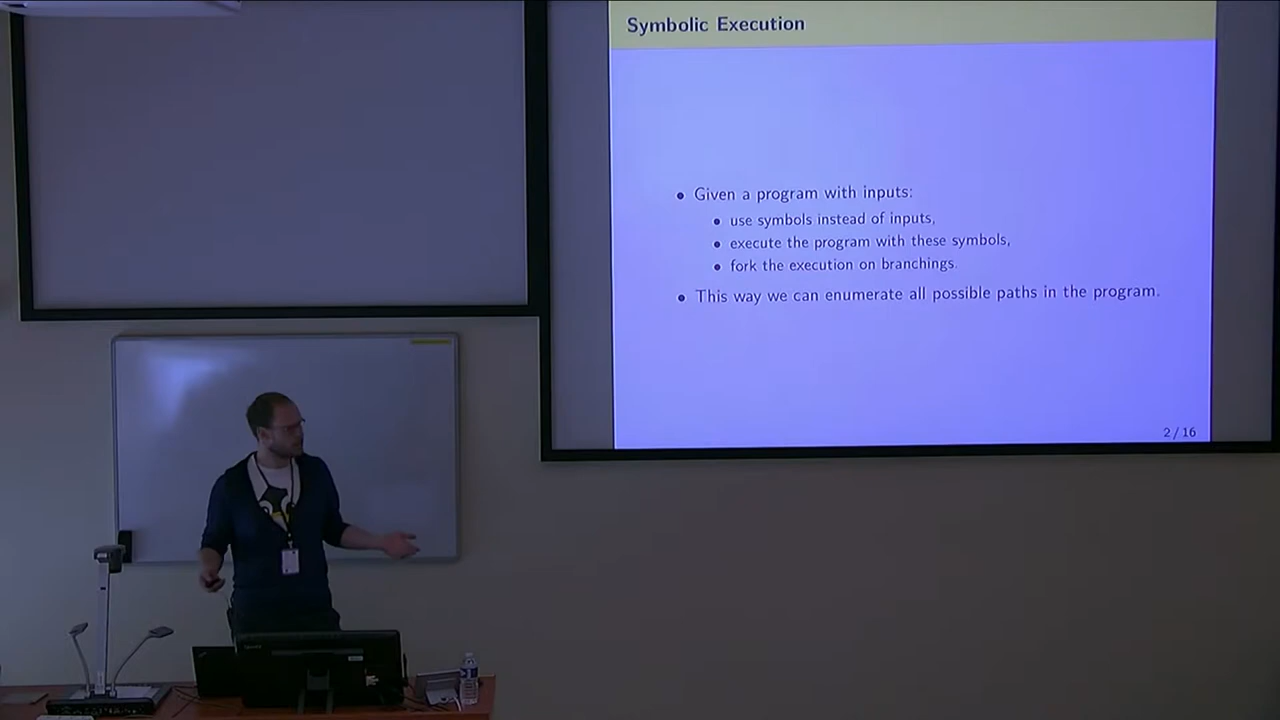 Symbolic Execution
Given a program with inputs:
use symbols instead of inputs,
execute the program with these symbols,
fork the execution on branchings.
This way we can enumerate all possible paths in the program.
2 / 16